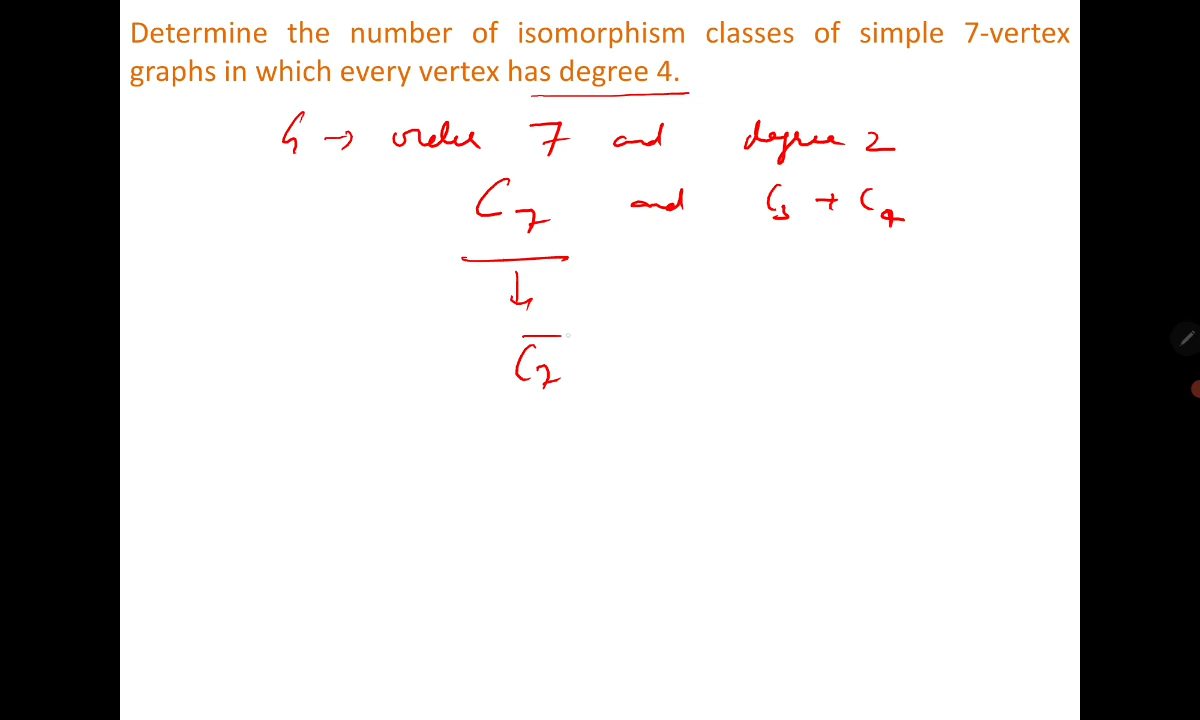 Determine the number of isomorphism classes of simple 7-vertex
graphs in which every vertex has degree 4.
G → order 7 and degree 2
C₇ and C₃ + C₄
↓
C̅₇